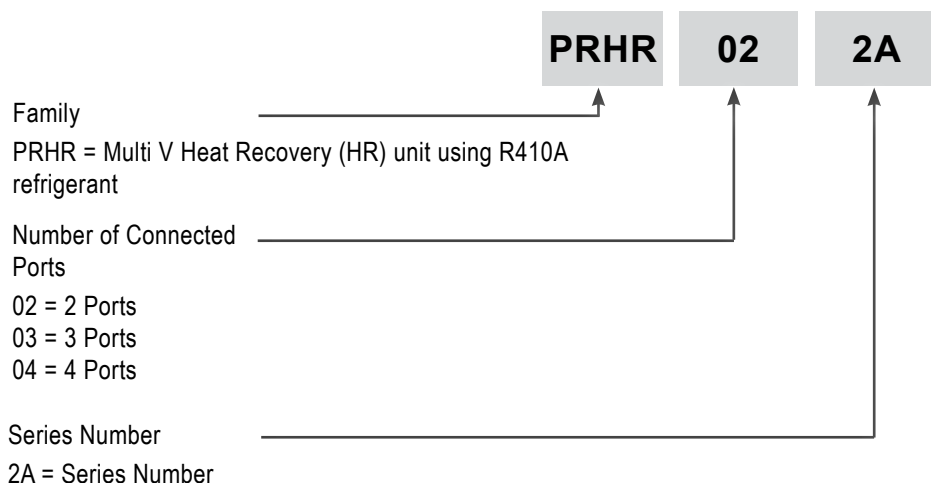 PRHR 02 2A
Family
PRHR = Multi V Heat Recovery (HR) unit using R410A
refrigerant
Number of Connected
Ports
02 = 2 Ports
03 = 3 Ports
04 = 4 Ports
Series Number
2A = Series Number